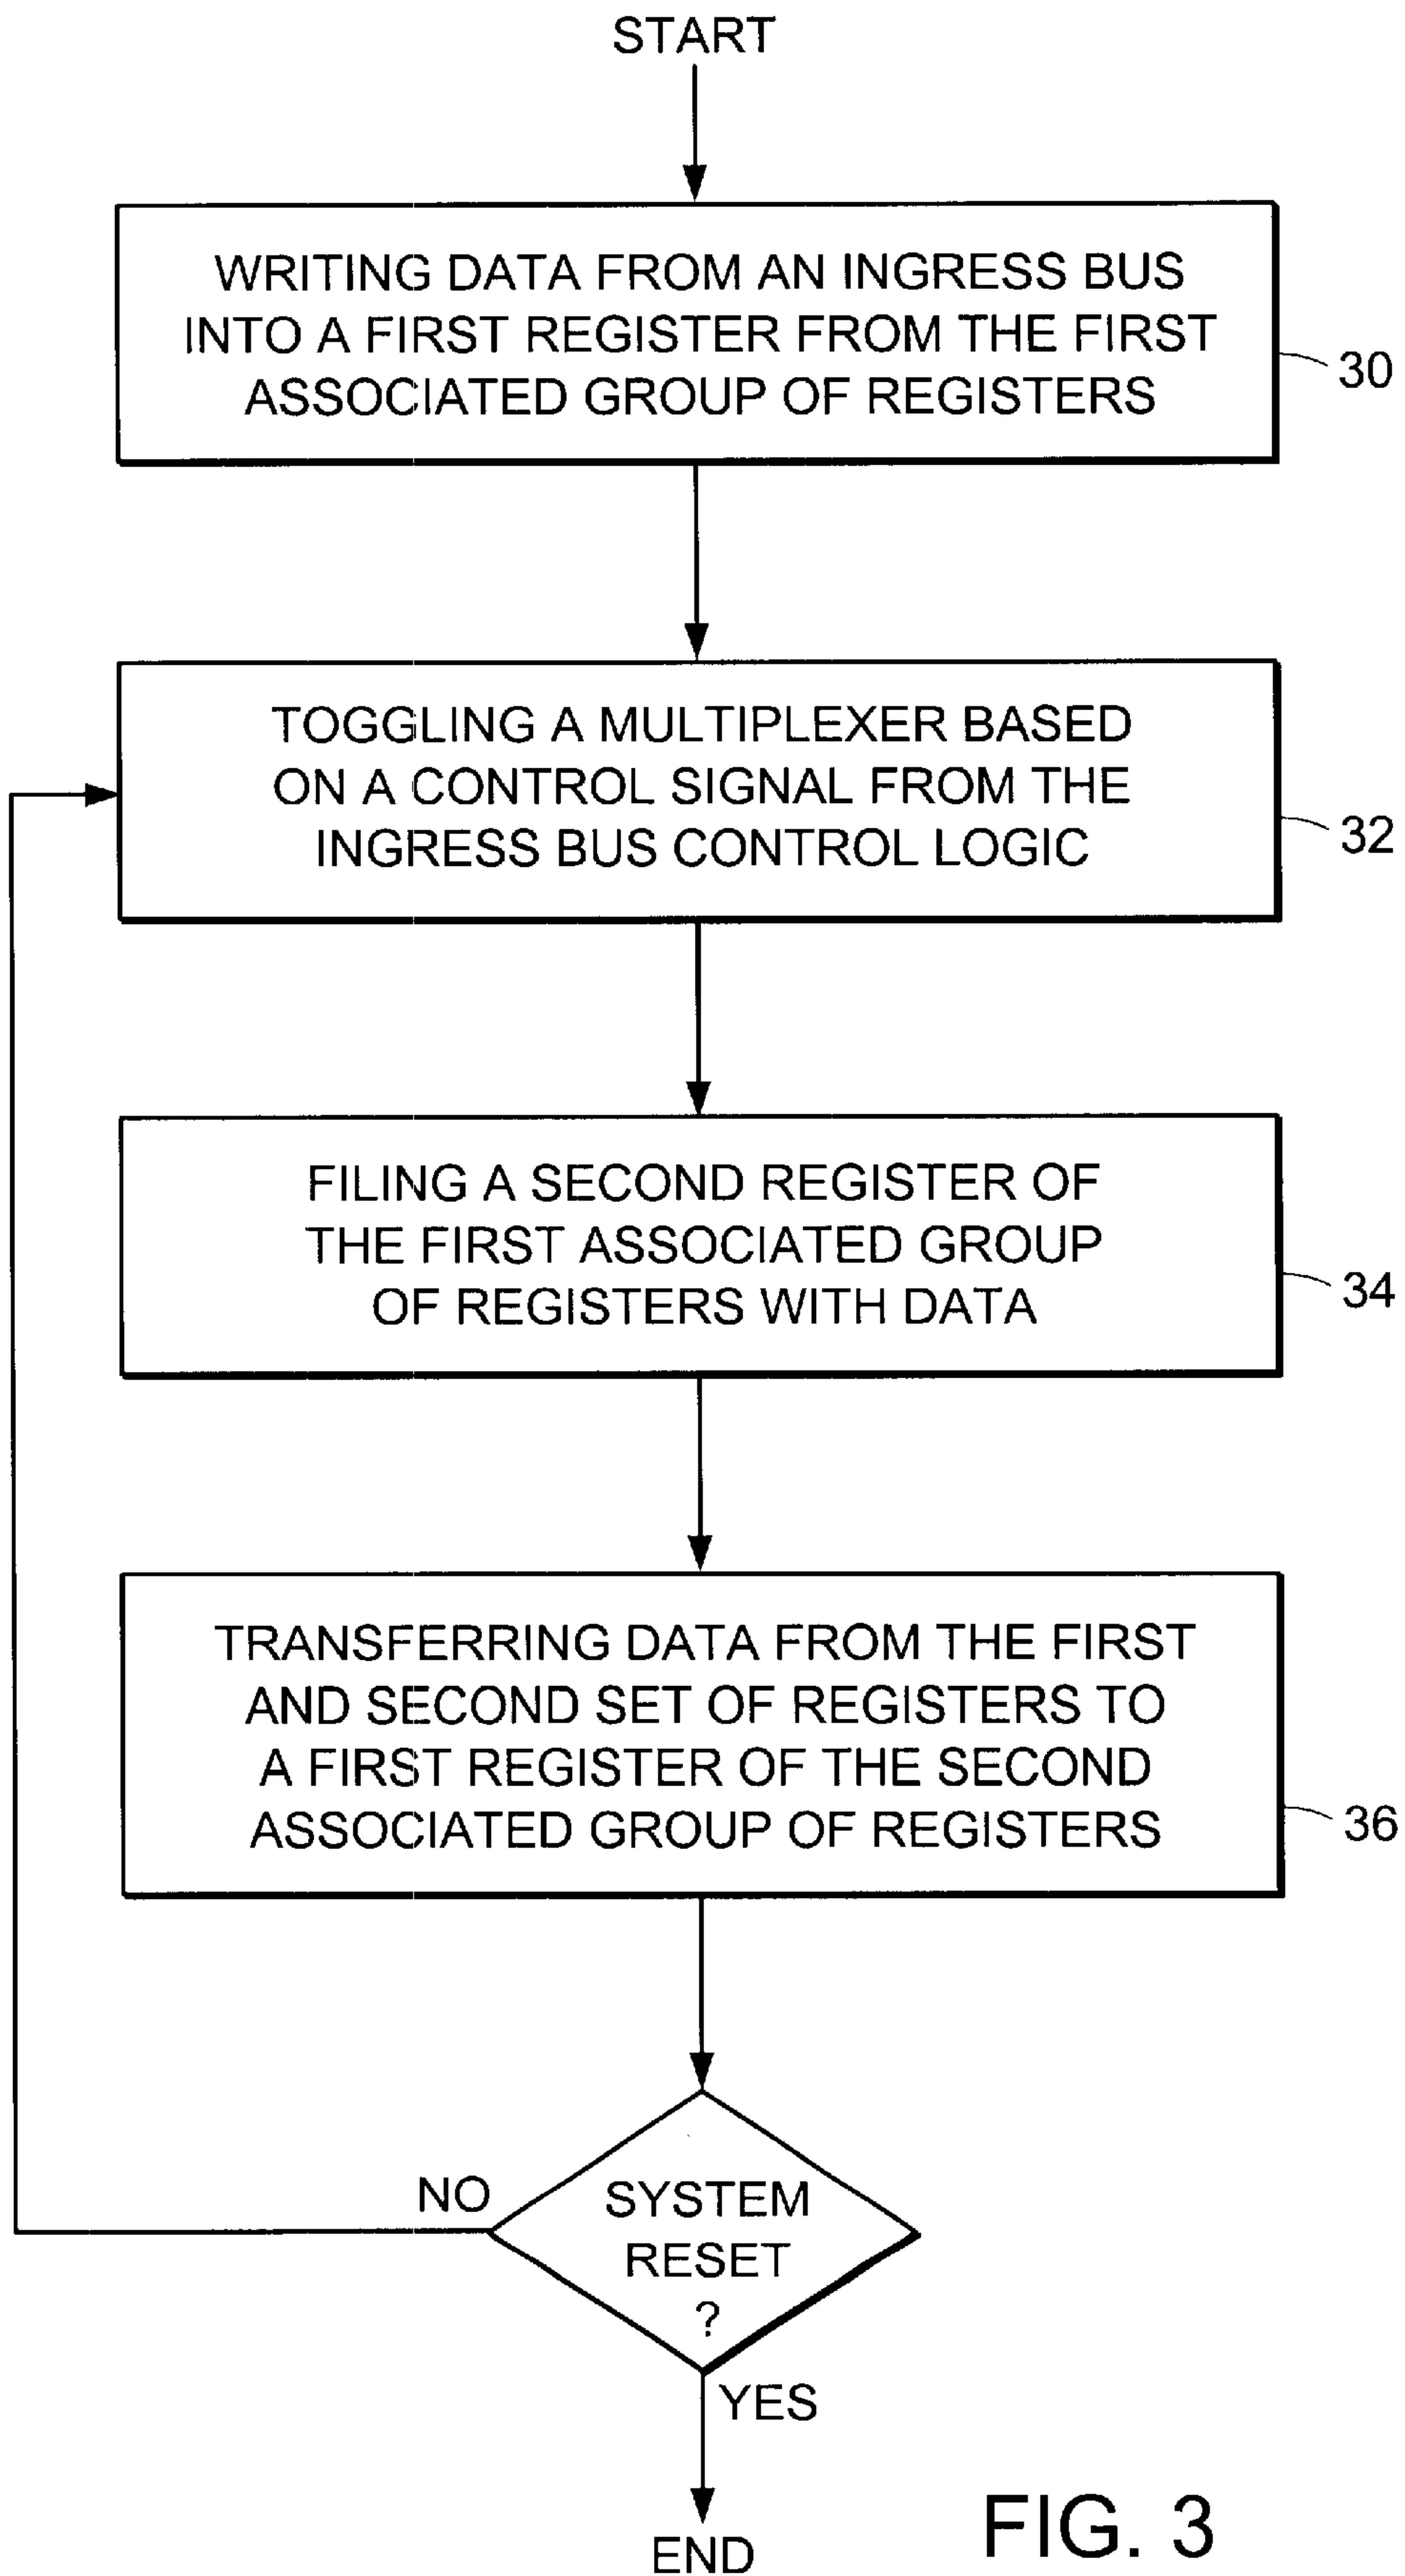 START
WRITING DATA FROM AN INGRESS BUS
INTO A FIRST REGISTER FROM THE FIRST
ASSOCIATED GROUP OF REGISTERS
30
TOGGLING A MULTIPLEXER BASED
ON A CONTROL SIGNAL FROM THE
INGRESS BUS CONTROL LOGIC
32
FILING A SECOND REGISTER OF
THE FIRST ASSOCIATED GROUP
OF REGISTERS WITH DATA
34
TRANSFERRING DATA FROM THE FIRST
AND SECOND SET OF REGISTERS TO
A FIRST REGISTER OF THE SECOND
ASSOCIATED GROUP OF REGISTERS
36
NO
SYSTEM
RESET
?
YES
END
FIG. 3